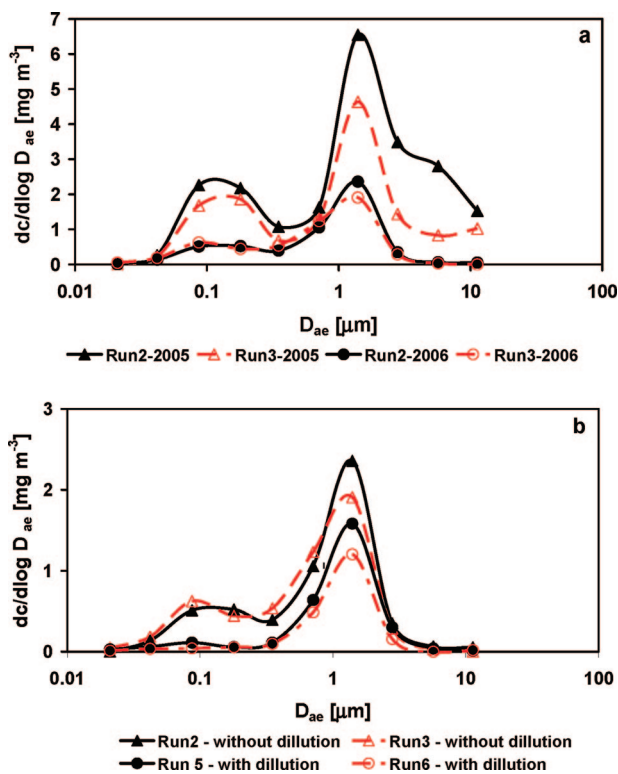 a
dc/dlog D ae [mg m-3]
7
6
5
4
3
2
1
0
0.01 0.1 1 10 100
Dae [µm]
Run2-2005 Run3-2005 Run2-2006 Run3-2006
b
dc/dlog D ae [mg m-3]
3
2
1
0
0.01 0.1 1 10 100
Dae [µm]
Run2 - without dillution Run3 - without dillution
Run 5 - with dillution Run6 - with dillution